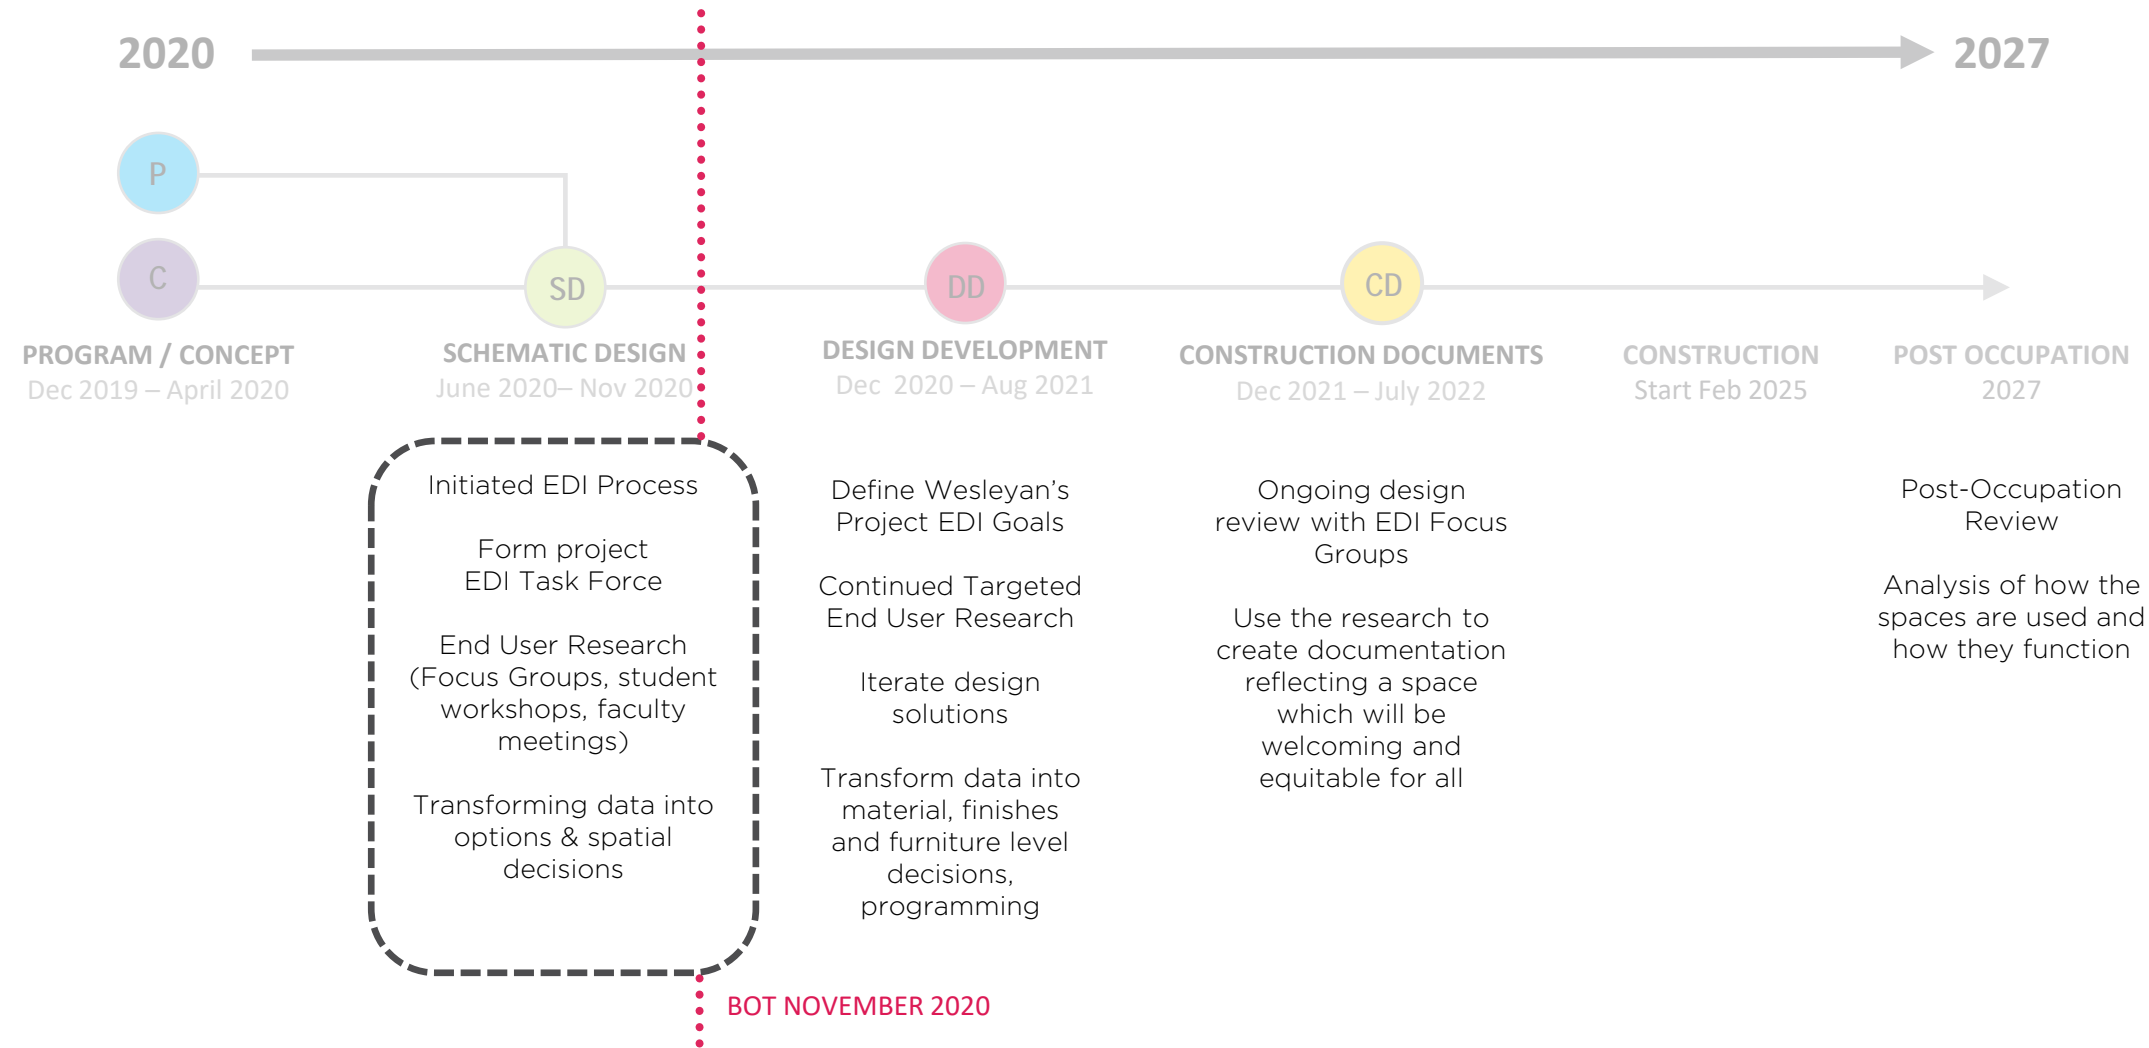 2020
2027
P
C
SD
DD
CD
PROGRAM / CONCEPT
Dec 2019 – April 2020
SCHEMATIC DESIGN
June 2020– Nov 2020
DESIGN DEVELOPMENT
Dec  2020 – Aug 2021
CONSTRUCTION DOCUMENTS
Dec 2021 – July 2022
CONSTRUCTION
Start Feb 2025
POST OCCUPATION
2027
Initiated EDI Process
Form project
EDI Task Force
End User Research
(Focus Groups, student
workshops, faculty
meetings)
Transforming data into
options & spatial
decisions
Define Wesleyan’s
Project EDI Goals
Continued Targeted
End User Research
Iterate design
solutions
Transform data into
material, finishes
and furniture level
decisions,
programming
Ongoing design
review with EDI Focus
Groups
Use the research to
create documentation
reflecting a space
which will be
welcoming and
equitable for all
Post-Occupation
Review
Analysis of how the
spaces are used and
how they function
BOT NOVEMBER 2020